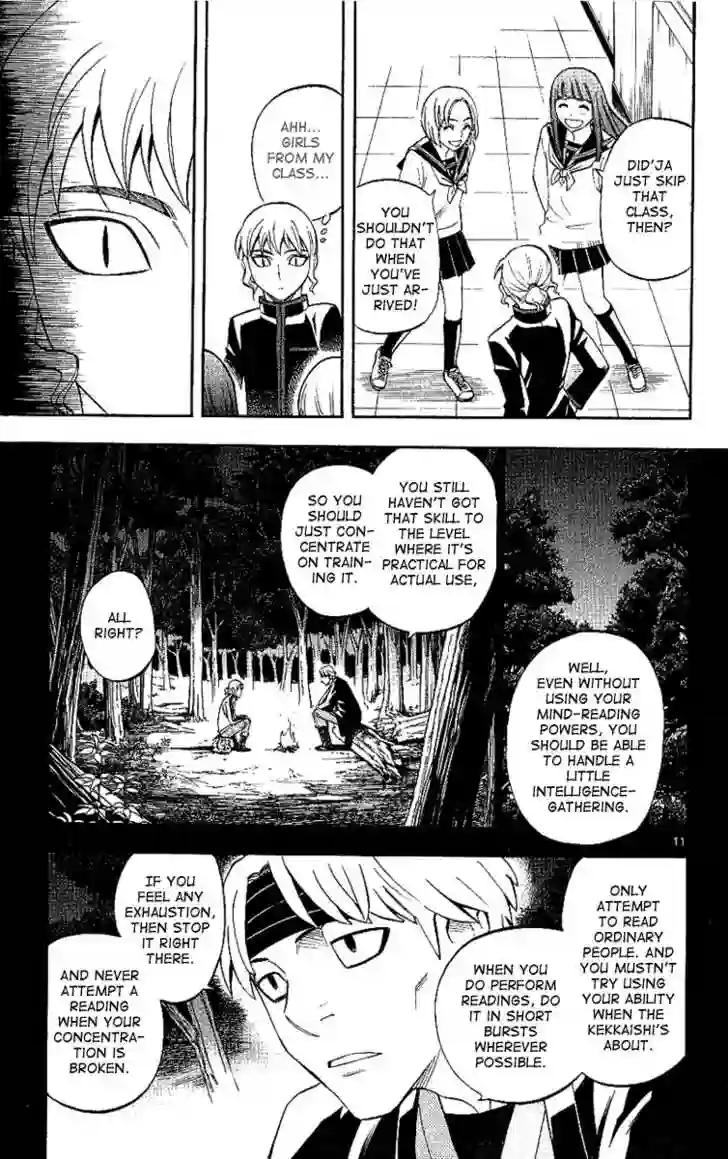 DID'JA
JUST SKIP
THAT
CLASS,
THEN?
YOU
SHOULDN'T
DO THAT
WHEN
YOU'VE
JUST AR-
RIVED!
AHH...
GIRLS
FROM MY
CLASS...
YOU STILL
HAVEN'T GOT
THAT SKILL TO
THE LEVEL
WHERE IT'S
PRACTICAL FOR
ACTUAL USE,
SO YOU
SHOULD
JUST CON-
CENTRATE
ON TRAIN-
ING IT.
ALL
RIGHT?
WELL,
EVEN WITHOUT
USING YOUR
MIND-READING
POWERS, YOU
SHOULD BE ABLE
TO HANDLE A
LITTLE
INTELLIGENCE-
GATHERING.
11
ONLY
ATTEMPT
TO READ
ORDINARY
PEOPLE. AND
YOU MUSTN'T
TRY USING
YOUR ABILITY
WHEN THE
KEKKAISHI'S
ABOUT.
WHEN YOU
DO PERFORM
READINGS, DO
IT IN SHORT
BURSTS
WHEREVER
POSSIBLE.
IF YOU
FEEL ANY
EXHAUSTION,
THEN STOP
IT RIGHT
THERE.
AND NEVER
ATTEMPT A
READING
WHEN YOUR
CONCENTRA-
TION IS
BROKEN.